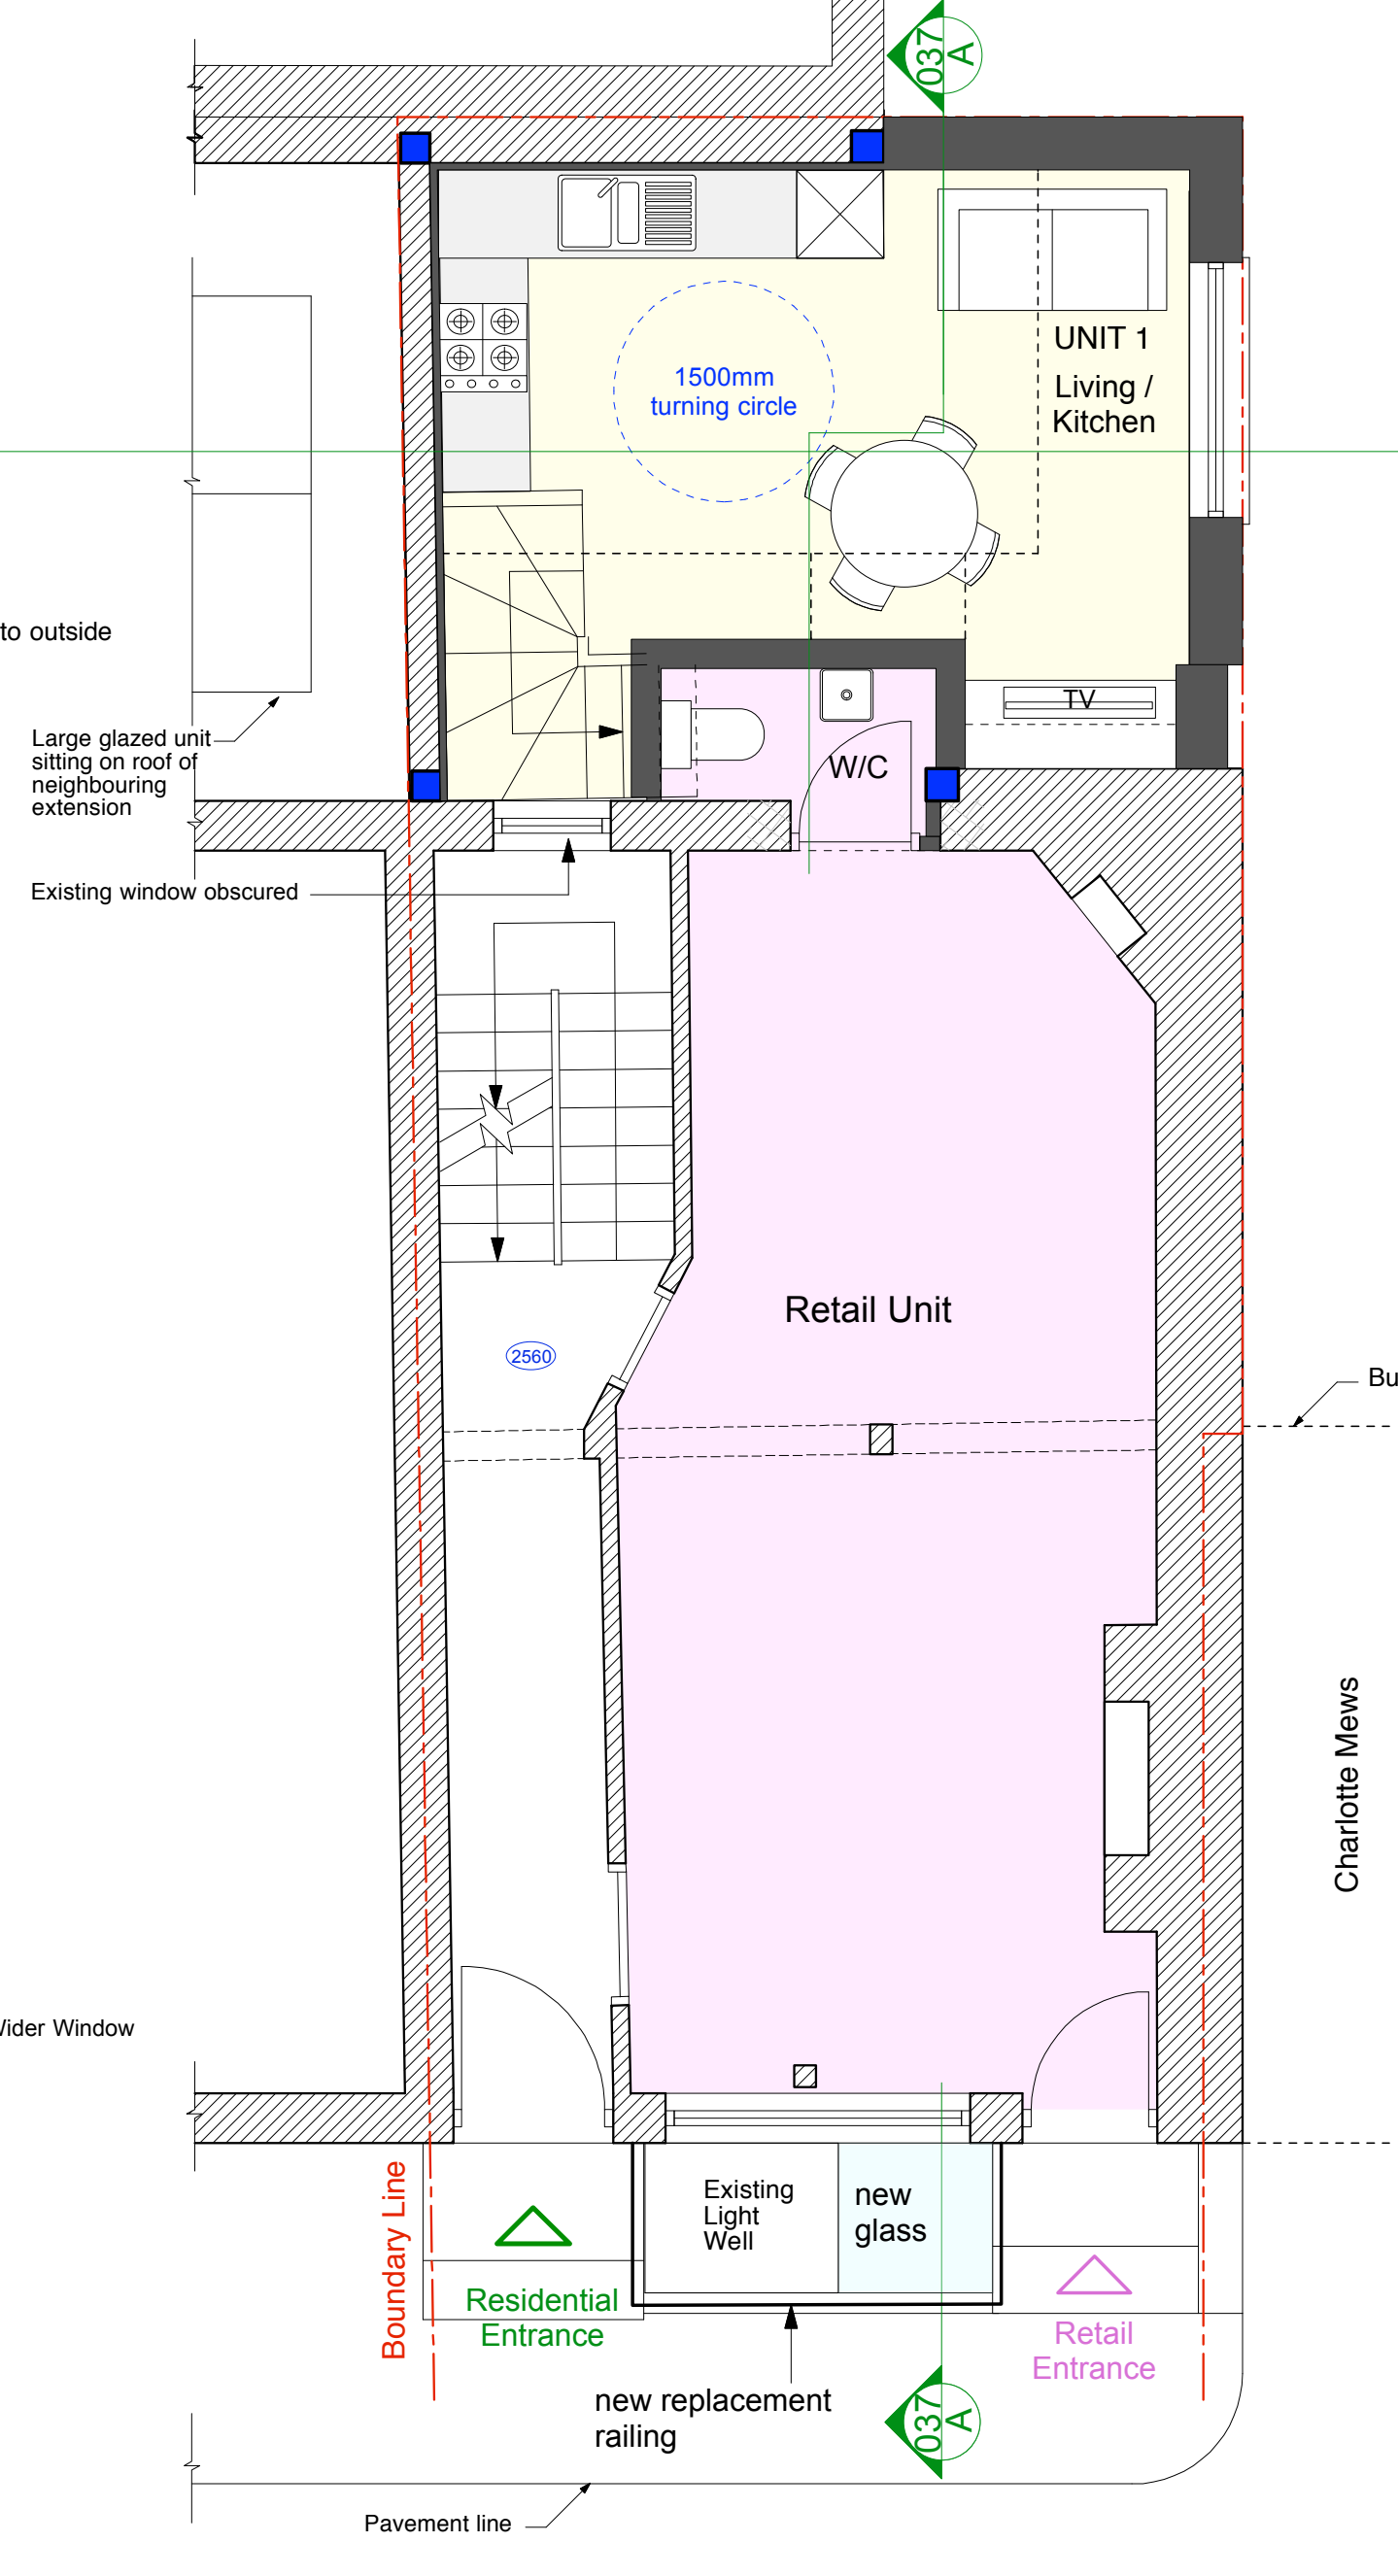 037
A
UNIT 1
Living /
Kitchen
1500mm
turning circle
to outside
TV
W/C
Large glazed unit
sitting on roof of
neighbouring
extension
Existing window obscured
Retail Unit
2560
Bu
Charlotte Mews
Wider Window
Boundary Line
Existing
Light
Well
new
glass
Residential
Entrance
Retail
Entrance
new replacement
railing
037
A
Pavement line